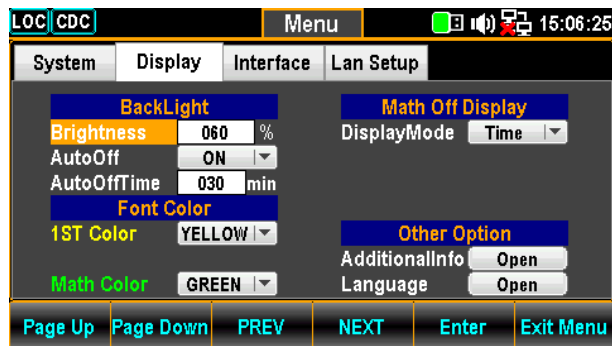 LOC CDC Menu 15:06:25
System Display Interface Lan Setup
BackLight Math Off Display
Brightness 060 % DisplayMode Time
AutoOff ON
AutoOffTime 030 min
Font Color
1ST Color YELLOW Other Option
AdditionalInfo Open
Math Color GREEN Language Open
Page Up Page Down PREV NEXT Enter Exit Menu